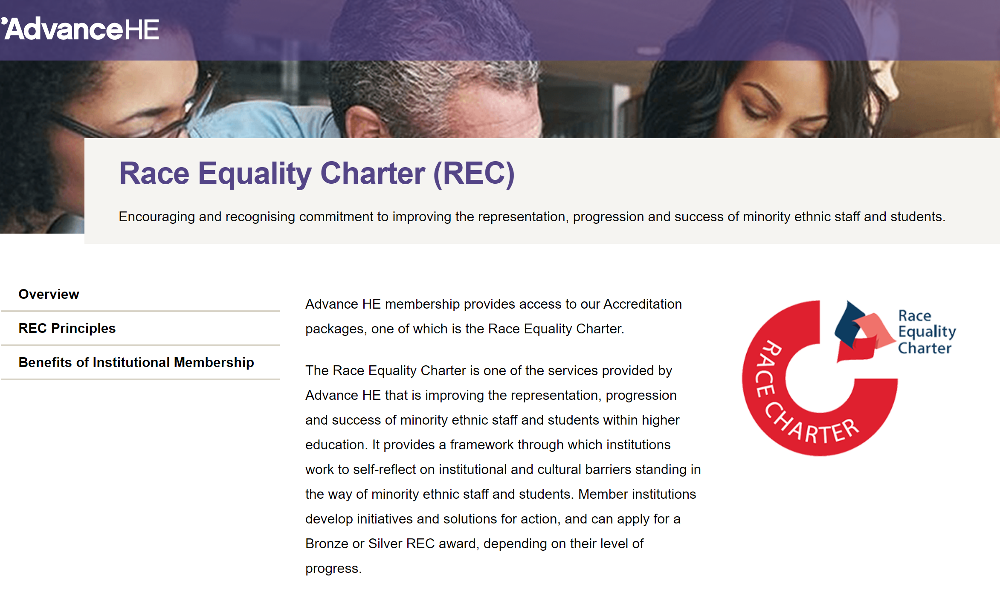 AdvanceHE
Race Equality Charter (REC)
Encouraging and recognising commitment to improving the representation, progression and success of minority ethnic staff and students.
Overview
REC Principles
Benefits of Institutional Membership
Advance HE membership provides access to our Accreditation
packages, one of which is the Race Equality Charter.
The Race Equality Charter is one of the services provided by
Advance HE that is improving the representation, progression
and success of minority ethnic staff and students within higher
education. It provides a framework through which institutions
work to self-reflect on institutional and cultural barriers standing in
the way of minority ethnic staff and students. Member institutions
develop initiatives and solutions for action, and can apply for a
Bronze or Silver REC award, depending on their level of
progress.
Race
Equality
Charter
RACE CHARTER